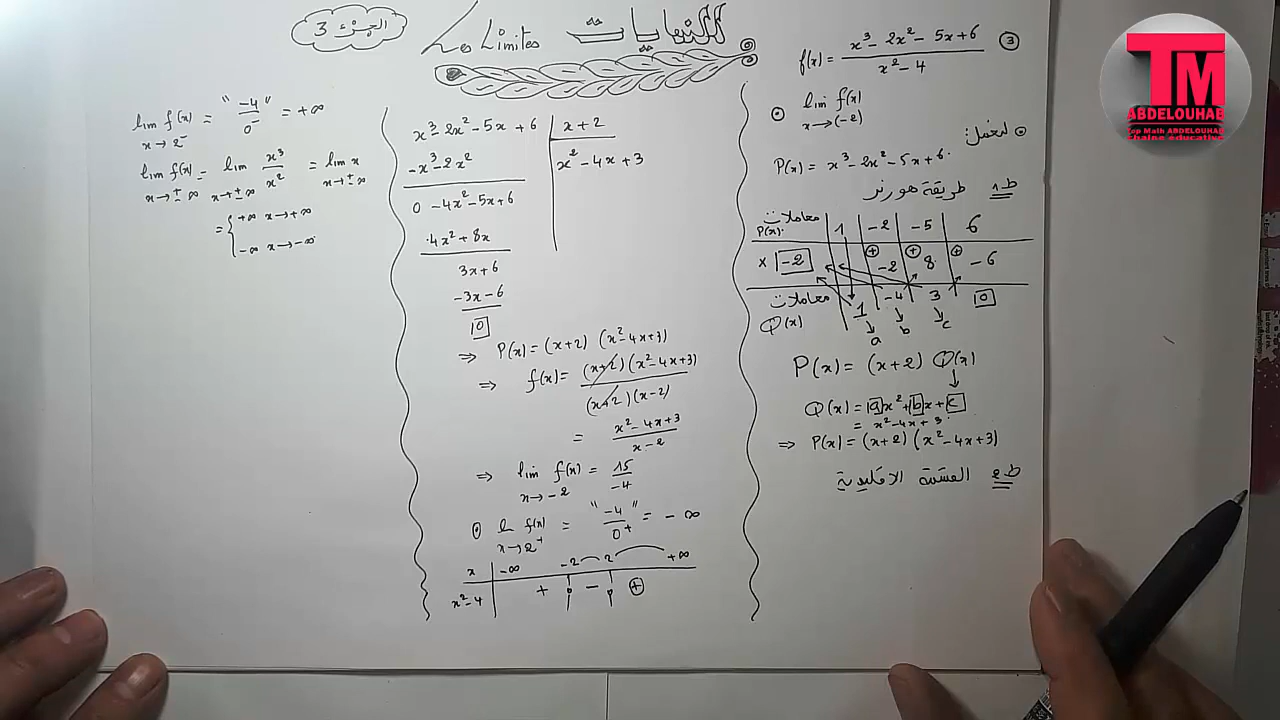 الجزء 3
Les Limites النهايات
f(x) = (x³ - 2x² - 5x + 6) / (x² - 4) ③
lim f(x)
x → (-2)
لتعمل:
P(x) = x³ - 2x² - 5x + 6
ط1 طريقة هورنر
معاملات P(x): 1 -2 -5 6
x -2 ⊕ -2 ⊕ 8 ⊕ -6
معاملات Q(x) 1 -4 3 0
a b c
P(x) = (x+2) Q(x)
Q(x) = ax² + bx + c
= x² - 4x + 3
⇒ P(x) = (x+2) (x² - 4x + 3)
ط2 القسمة الاقليدية
x³ - 2x² - 5x + 6 | x + 2
-x³ - 2x² x² - 4x + 3
0 -4x² - 5x + 6
4x² + 8x
3x + 6
-3x - 6
0
⇒ P(x) = (x+2) (x² - 4x + 3)
⇒ f(x) = (x+2)(x² - 4x + 3) / (x+2)(x-2)
= (x² - 4x + 3) / (x - 2)
⇒ lim f(x) = 15 / -4
x → -2
lim f(x) = "-4 / 0⁺" = -∞
x → 2⁺
x -∞ -2 2 +∞
x² - 4 + 0 - 0 ⊕
lim f(x) = "-4 / 0⁻" = +∞
x → 2⁻
lim f(x) = lim x³ / x² = lim x
x → ±∞ x → ±∞ x → ±∞
= { +∞ x → +∞
-∞ x → -∞
TM
ABDELOUHAB
Top Math ABDELOUHAB
Chaine educative